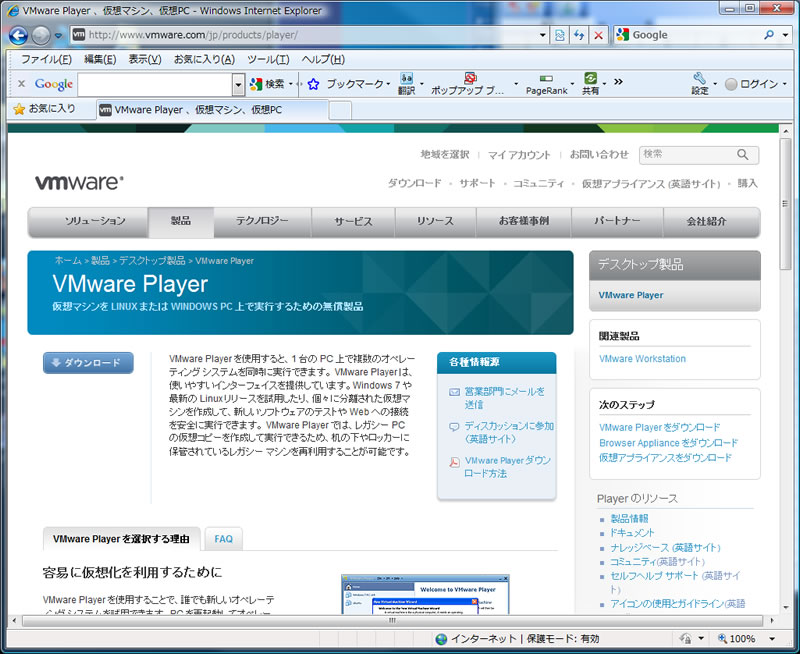 VMware Player 、仮想マシン、仮想PC - Windows Internet Explorer
http://www.vmware.com/jp/products/player/
Google
ファイル(F) 編集(E) 表示(V) お気に入り(A) ツール(T) ヘルプ(H)
× Google 検索 ブックマーク 翻訳 ポップアップ ブ... PageRank 共有 » 設定 ログイン
お気に入り
VMware Player 、仮想マシン、仮想PC
地域を選択 | マイアカウント | お問い合わせ
検索
vmware®
ダウンロード ・ サポート ・ コミュニティ ・ 仮想アプライアンス (英語サイト) ・ 購入
ソリューション 製品 テクノロジー サービス リソース お客様事例 パートナー 会社紹介
ホーム > 製品 > デスクトップ製品 > VMware Player
VMware Player
仮想マシンを LINUX または WINDOWS PC 上で実行するための無償製品
ダウンロード
VMware Player を使用すると、1 台の PC 上で複数のオペレー
ティング システムを同時に実行できます。VMware Player は、
使いやすいインターフェイスを提供しています。Windows 7 や
最新の Linux リリースを試用したり、個々に分離された仮想マ
シンを作成して、新しいソフトウェアのテストや Web への接続
を安全に実行できます。VMware Player では、レガシー PC
の仮想コピーを作成して実行できるため、机の下やロッカーに
保管されているレガシー マシンを再利用することが可能です。
各種情報源
営業部門にメールを
送信
ディスカッションに参加
(英語サイト)
VMware Player ダウン
ロード方法
デスクトップ製品
VMware Player
関連製品
VMware Workstation
次のステップ
VMware Player をダウンロード
Browser Appliance をダウンロード
仮想アプライアンスをダウンロード
Player のリソース
製品情報
ドキュメント
ナレッジベース (英語サイト)
コミュニティ(英語サイト)
セルフヘルプ サポート (英語サイ
ト)
アイコンの使用とガイドライン(英語
VMware Player を選択する理由
FAQ
容易に仮想化を利用するために
VMware Player を使用することで、誰でも新しいオペレーテ
ィングシステムを試用できます。PC を再起動してオペレー
Welcome to VMware Player
インターネット | 保護モード: 有効
100%